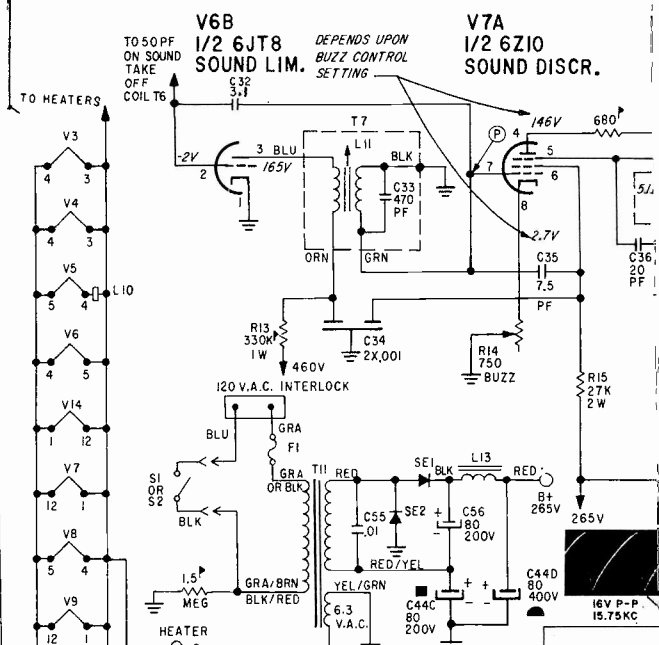 V6B
1/2 6JT8
SOUND LIM.
V7A
1/2 6Z10
SOUND DISCR.
TO 50 PF
ON SOUND
TAKE
OFF
COIL T6
DEPENDS UPON
BUZZ CONTROL
SETTING
C32
3.1
TO HEATERS
146V
680
T7
P
4
5
6
7
8
-2V
2
3
BLU
165V
1
L11
BLK
C33
470
PF
ORN
GRN
2.7V
C35
7.5
PF
C36
20
PF
V3
4
3
V4
4
3
V5
5
4
L10
V6
4
5
V14
1
12
V7
12
1
V8
5
4
V9
12
1
R13
330K
1W
C34
2X.001
460V
R14
750
BUZZ
R15
27K
2W
120 V.A.C. INTERLOCK
BLU
GRA
F1
S1
OR
S2
BLK
GRA
OR BLK
T11
RED
SE1
BLK
L13
RED
B+
265V
265V
C55
.01
SE2
C56
80
200V
+
-
RED/YEL
1.5
MEG
GRA/BRN
BLK/RED
YEL/GRN
6.3
V.A.C.
C44C
80
200V
+
-
+
-
C44D
80
400V
HEATER
16V P-P
15.75KC